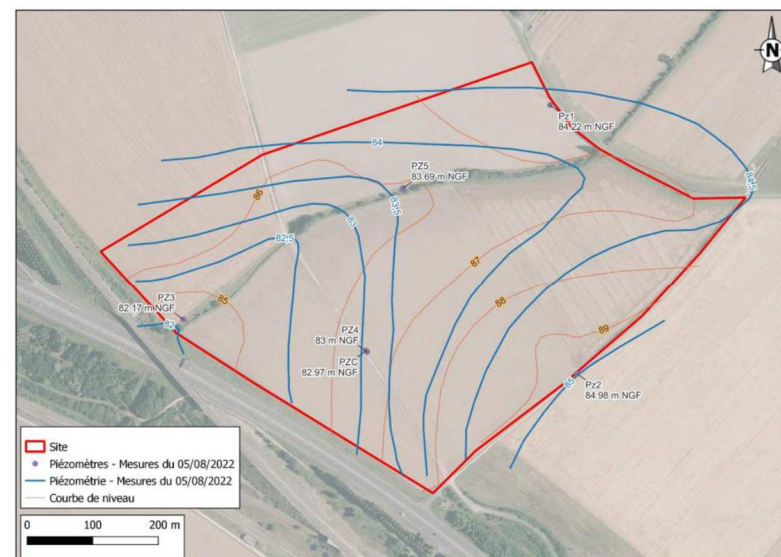 N
Pz1
84.22 m NGF
84
PZ5
83.69 m NGF
84.5
86
83.5
83
82.5
87
85
PZ3
82.17 m NGF
88
82
89
PZ4
83 m NGF
PZC
82.97 m NGF
85
Pz2
84.98 m NGF
Site
Piézomètres - Mesures du 05/08/2022
Piézométrie - Mesures du 05/08/2022
Courbe de niveau
0 100 200 m